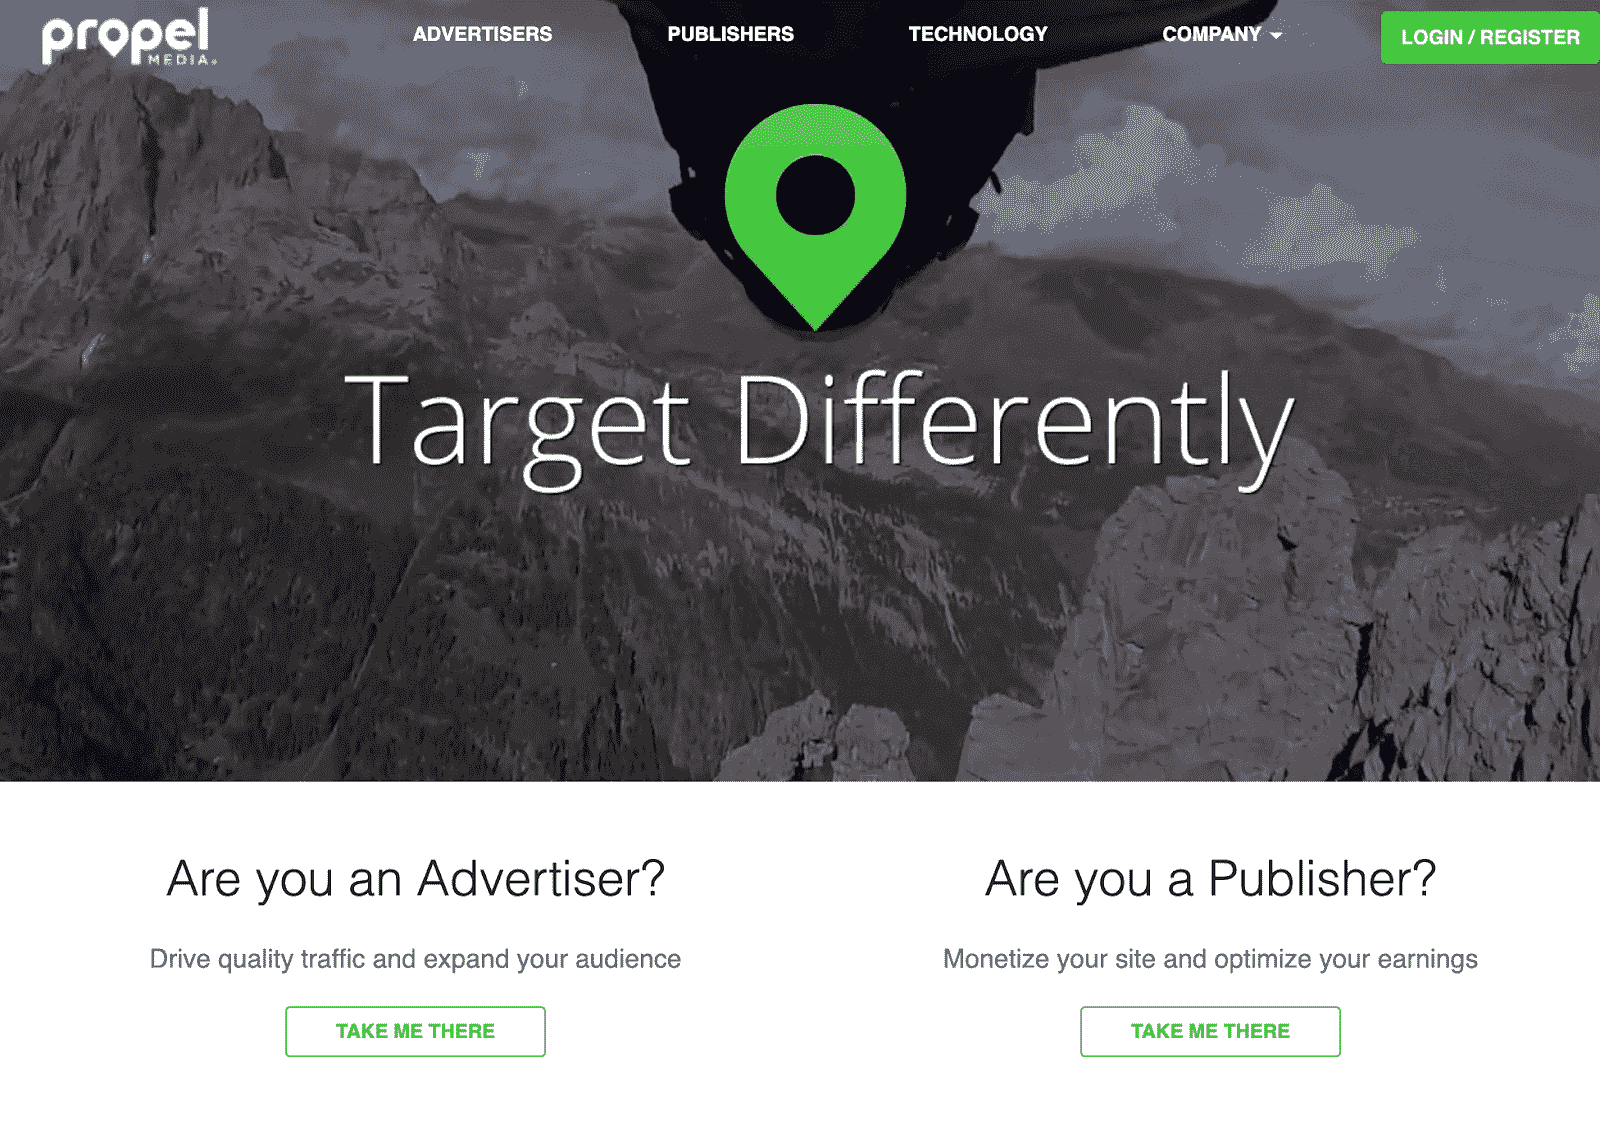 propel
MEDIA
ADVERTISERS
PUBLISHERS
TECHNOLOGY
COMPANY
LOGIN / REGISTER
Target Differently
Are you an Advertiser?
Drive quality traffic and expand your audience
TAKE ME THERE
Are you a Publisher?
Monetize your site and optimize your earnings
TAKE ME THERE